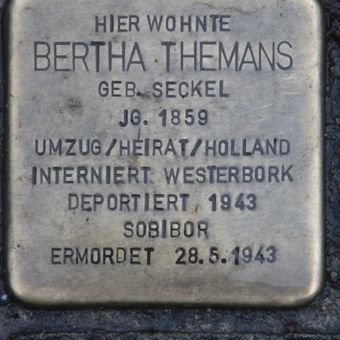 HIER WOHNTE
BERTHA THEMANS
GEB. SECKEL
JG. 1859
UMZUG/HEIRAT/HOLLAND
INTERNIERT WESTERBORK
DEPORTIERT 1943
SOBIBOR
ERMORDET 28.5.1943